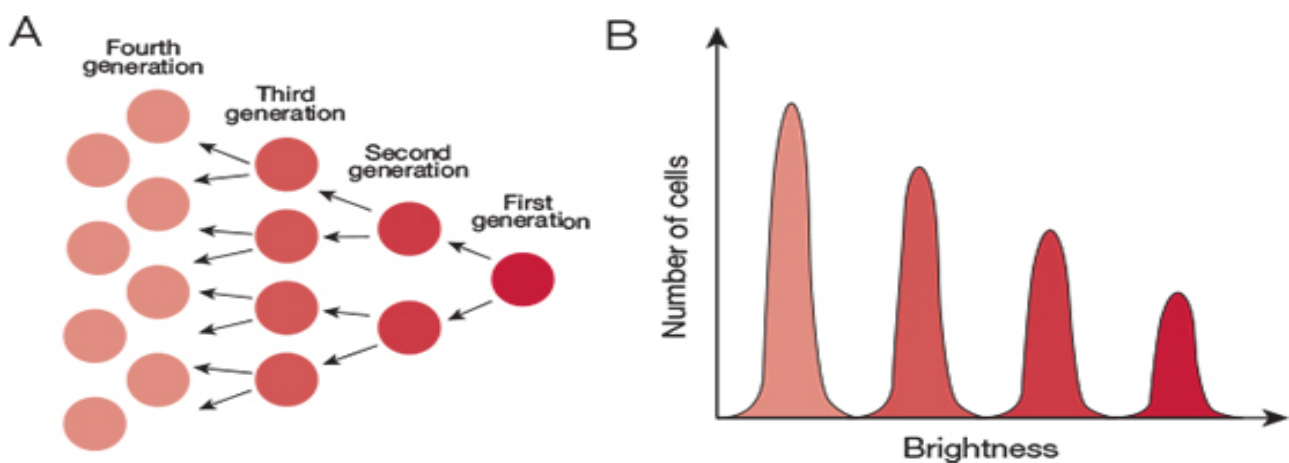 A
Fourth
generation
Third
generation
Second
generation
First
generation
B
Number of cells
Brightness